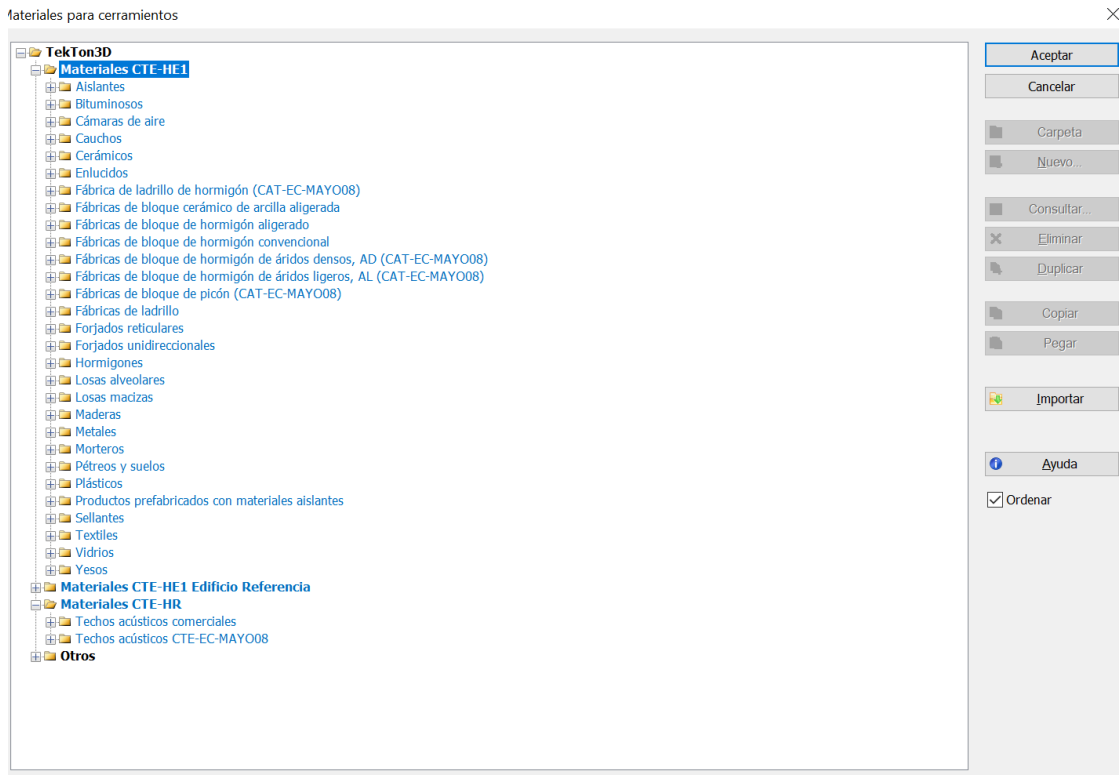 Materiales para cerramientos
TekTon3D
Materiales CTE-HE1
Aislantes
Bituminosos
Cámaras de aire
Cauchos
Cerámicos
Enlucidos
Fábrica de ladrillo de hormigón (CAT-EC-MAYO08)
Fábricas de bloque cerámico de arcilla aligerada
Fábricas de bloque de hormigón aligerado
Fábricas de bloque de hormigón convencional
Fábricas de bloque de hormigón de áridos densos, AD (CAT-EC-MAYO08)
Fábricas de bloque de hormigón de áridos ligeros, AL (CAT-EC-MAYO08)
Fábricas de bloque de picón (CAT-EC-MAYO08)
Fábricas de ladrillo
Forjados reticulares
Forjados unidireccionales
Hormigones
Losas alveolares
Losas macizas
Maderas
Metales
Morteros
Pétreos y suelos
Plásticos
Productos prefabricados con materiales aislantes
Sellantes
Textiles
Vidrios
Yesos
Materiales CTE-HE1 Edificio Referencia
Materiales CTE-HR
Techos acústicos comerciales
Techos acústicos CTE-EC-MAYO08
Otros
Aceptar
Cancelar
Carpeta
Nuevo...
Consultar...
Eliminar
Duplicar
Copiar
Pegar
Importar
Ayuda
Ordenar